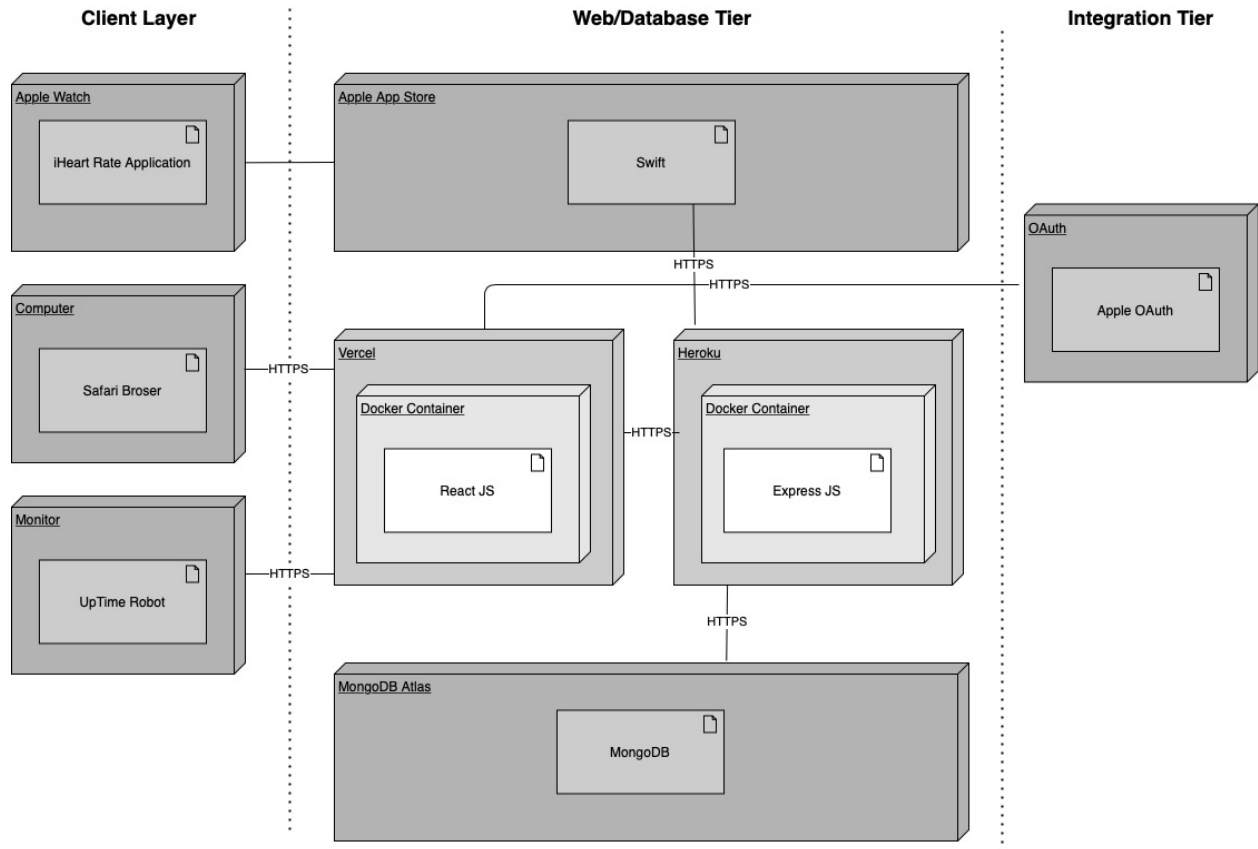 Client Layer
Web/Database Tier
Integration Tier
Apple Watch
iHeart Rate Application
Apple App Store
Swift
OAuth
Apple OAuth
HTTPS
HTTPS
Computer
Safari Broser
HTTPS
Vercel
Docker Container
React JS
HTTPS
Heroku
Docker Container
Express JS
Monitor
UpTime Robot
HTTPS
HTTPS
MongoDB Atlas
MongoDB